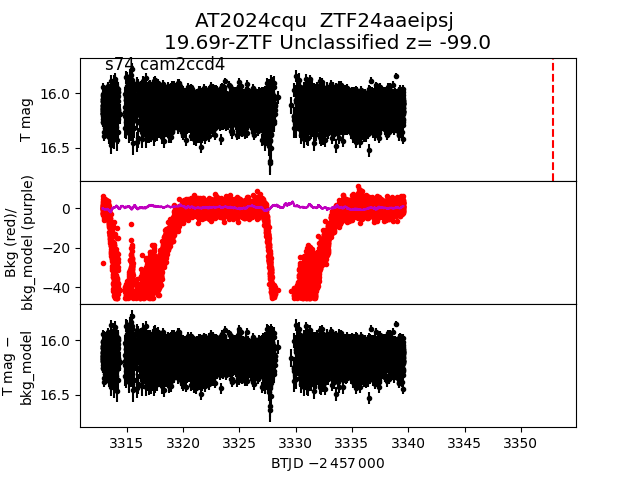 AT2024cqu  ZTF24aaeipsj
19.69r-ZTF Unclassified z= -99.0
s74 cam2ccd4
16.0
16.5
T mag
0
−20
−40
Bkg (red)/
bkg_model (purple)
16.0
16.5
T mag −
bkg_model
3315 3320 3325 3330 3335 3340 3345 3350
BTJD −2 457 000